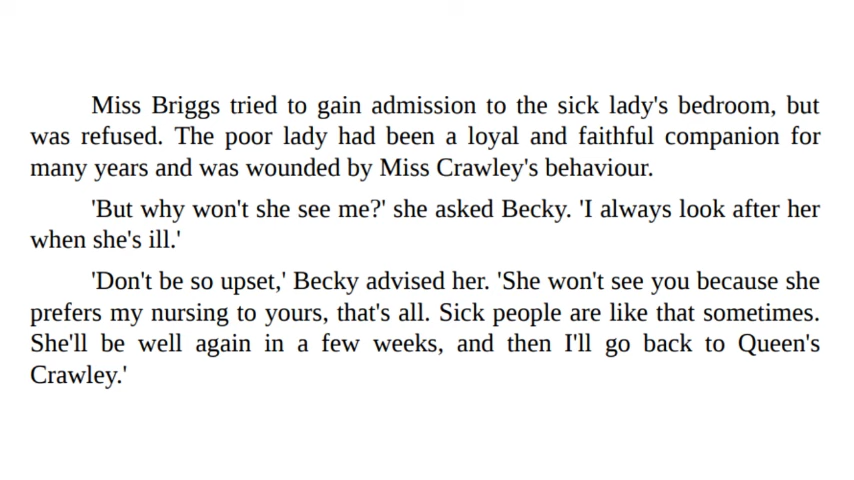 Miss Briggs tried to gain admission to the sick lady's bedroom, but
was refused. The poor lady had been a loyal and faithful companion for
many years and was wounded by Miss Crawley's behaviour.
'But why won't she see me?' she asked Becky. 'I always look after her
when she's ill.'
'Don't be so upset,' Becky advised her. 'She won't see you because she
prefers my nursing to yours, that's all. Sick people are like that sometimes.
She'll be well again in a few weeks, and then I'll go back to Queen's
Crawley.'